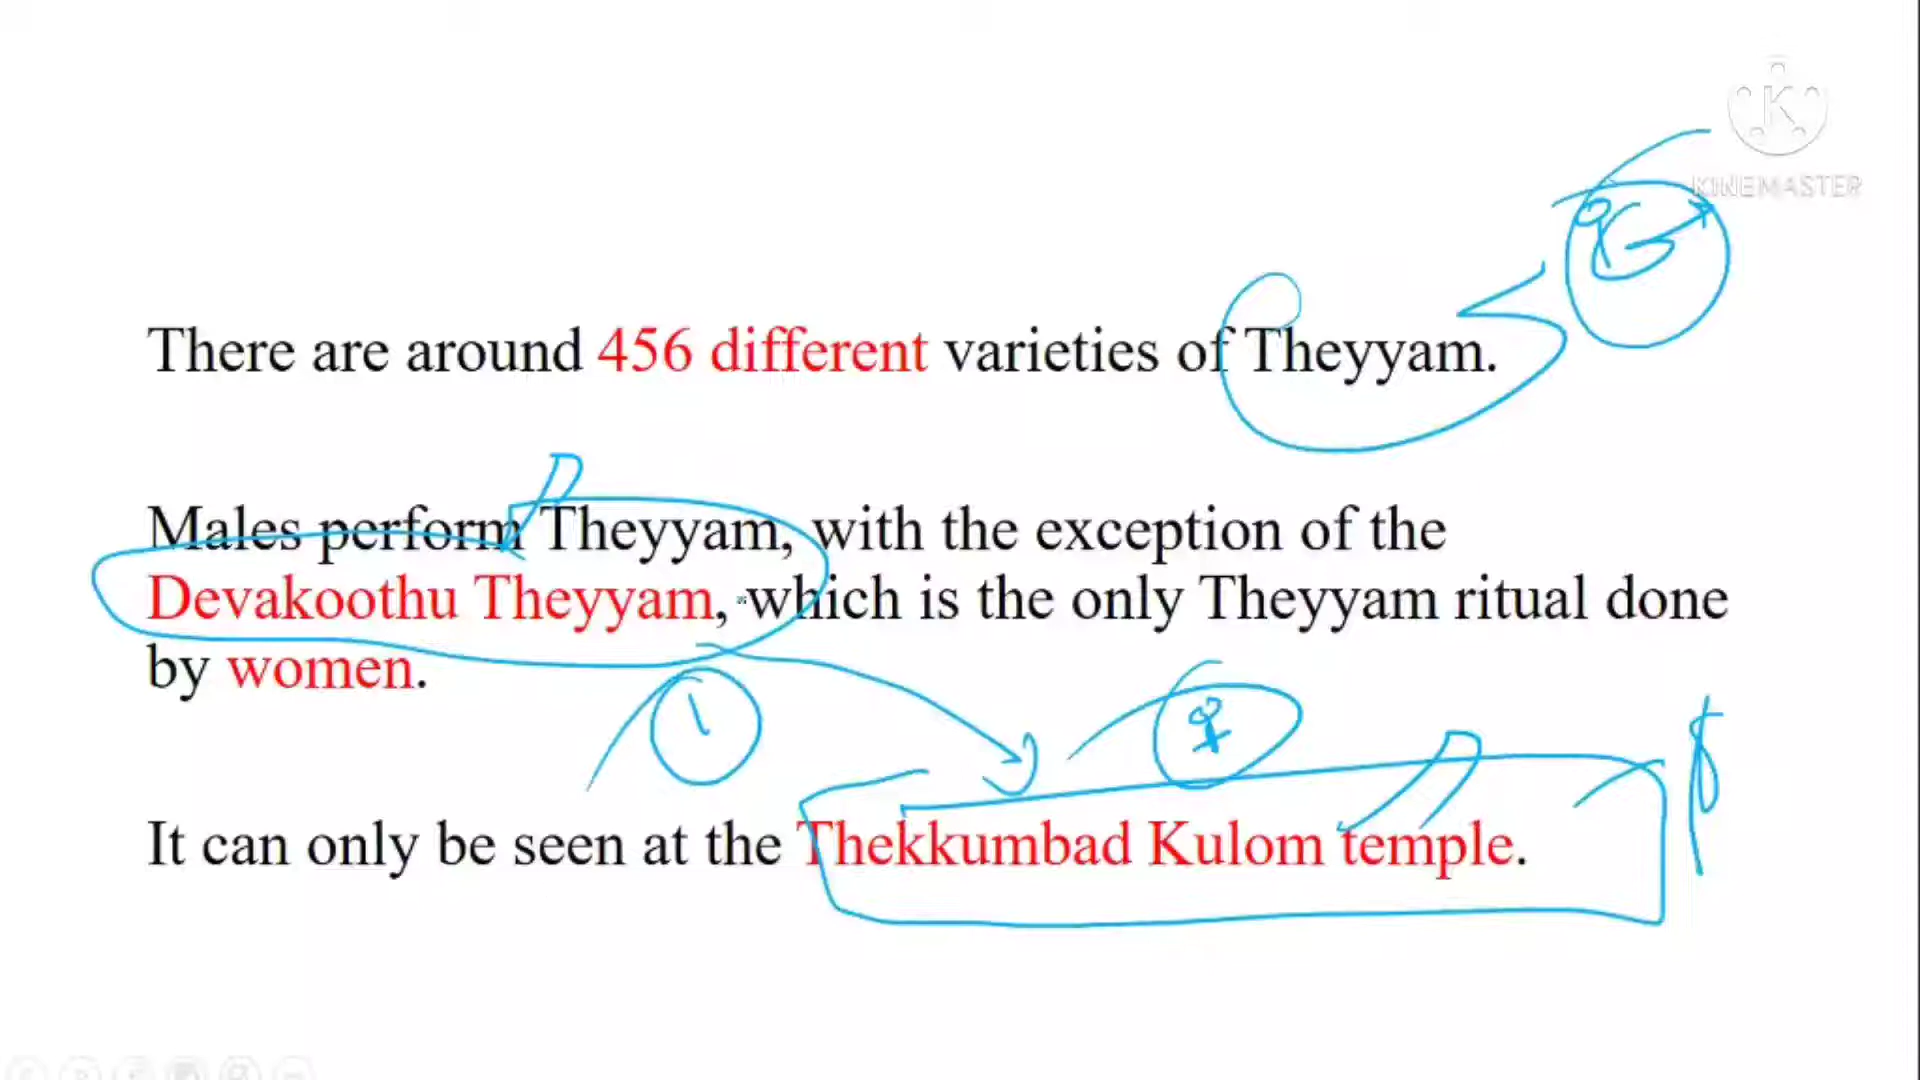 K
KINEMASTER
There are around 456 different varieties of Theyyam.
Males perform Theyyam, with the exception of the
Devakoothu Theyyam, which is the only Theyyam ritual done
by women.
It can only be seen at the Thekkumbad Kulom temple.